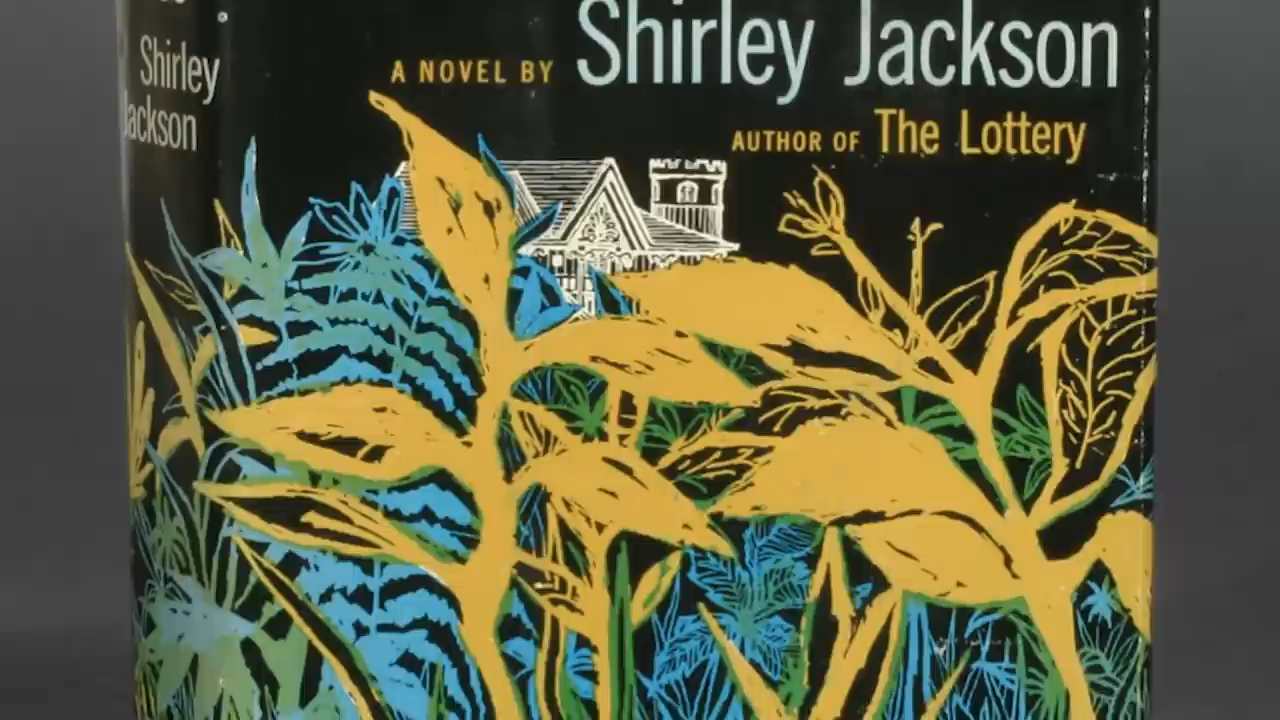 Shirley
Jackson
A NOVEL BY Shirley Jackson
AUTHOR OF The Lottery